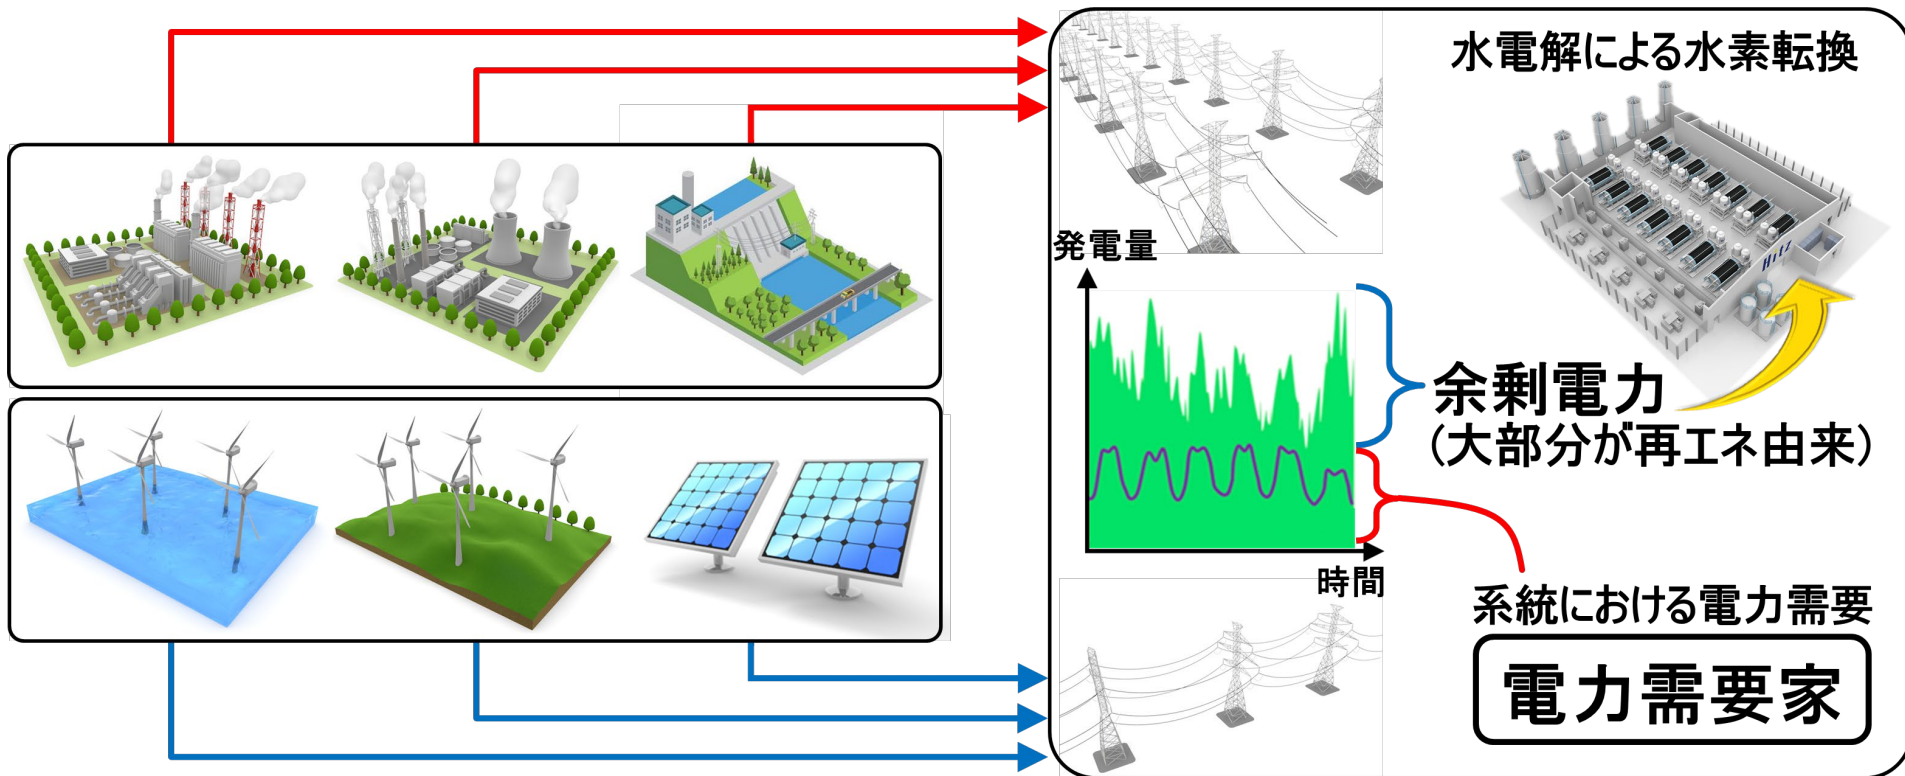 水電解による水素転換
Hitz
発電量
余剰電力
(大部分が再エネ由来)
時間
系統における電力需要
電力需要家